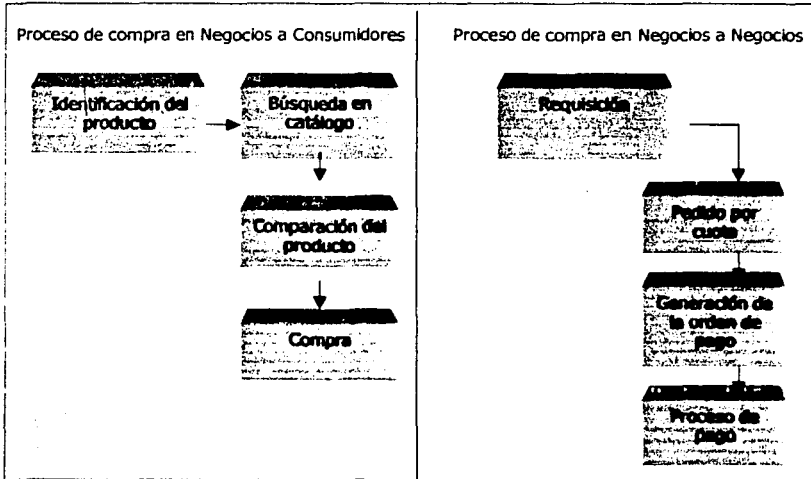 Proceso de compra en Negocios a Consumidores
Identificación del
producto
Búsqueda en
catálogo
Comparación del
producto
Compra
Proceso de compra en Negocios a Negocios
Requisición
Pedido por
cuota
Generación de
la orden de
pago
Proceso de
pago